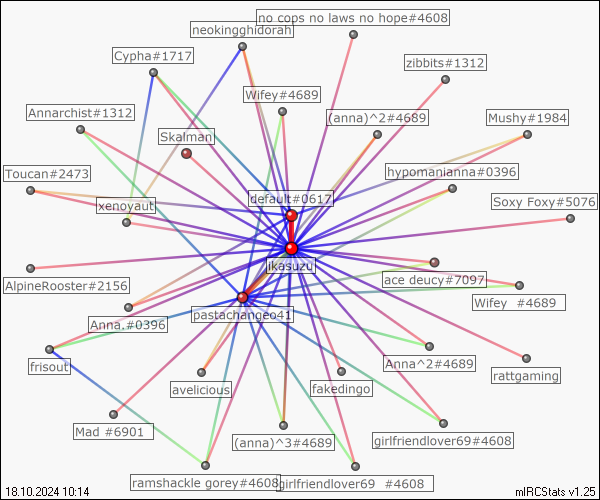 no cops no laws no hope#4608
neokingghidorah
Cypha#1717
zibbits#1312
Wifey#4689
Annarchist#1312
(anna)^2#4689
Mushy#1984
Skalman
Toucan#2473
hypomanianna#0396
default#0617
xenoyaut
Soxy Foxy#5076
jkasuzu
AlpineRooster#2156
ace deucy#7097
Wifey #4689
Anna.#0396
pastachangeo41
frisout
Anna^2#4689
rattgaming
avelicious
fakedingo
Mad #6901
(anna)^3#4689
girlfriendlover69#4608
ramshackle gorey#4608
girlfriendlover69 #4608
18.10.2024 10:14
mIRCStats v1.25